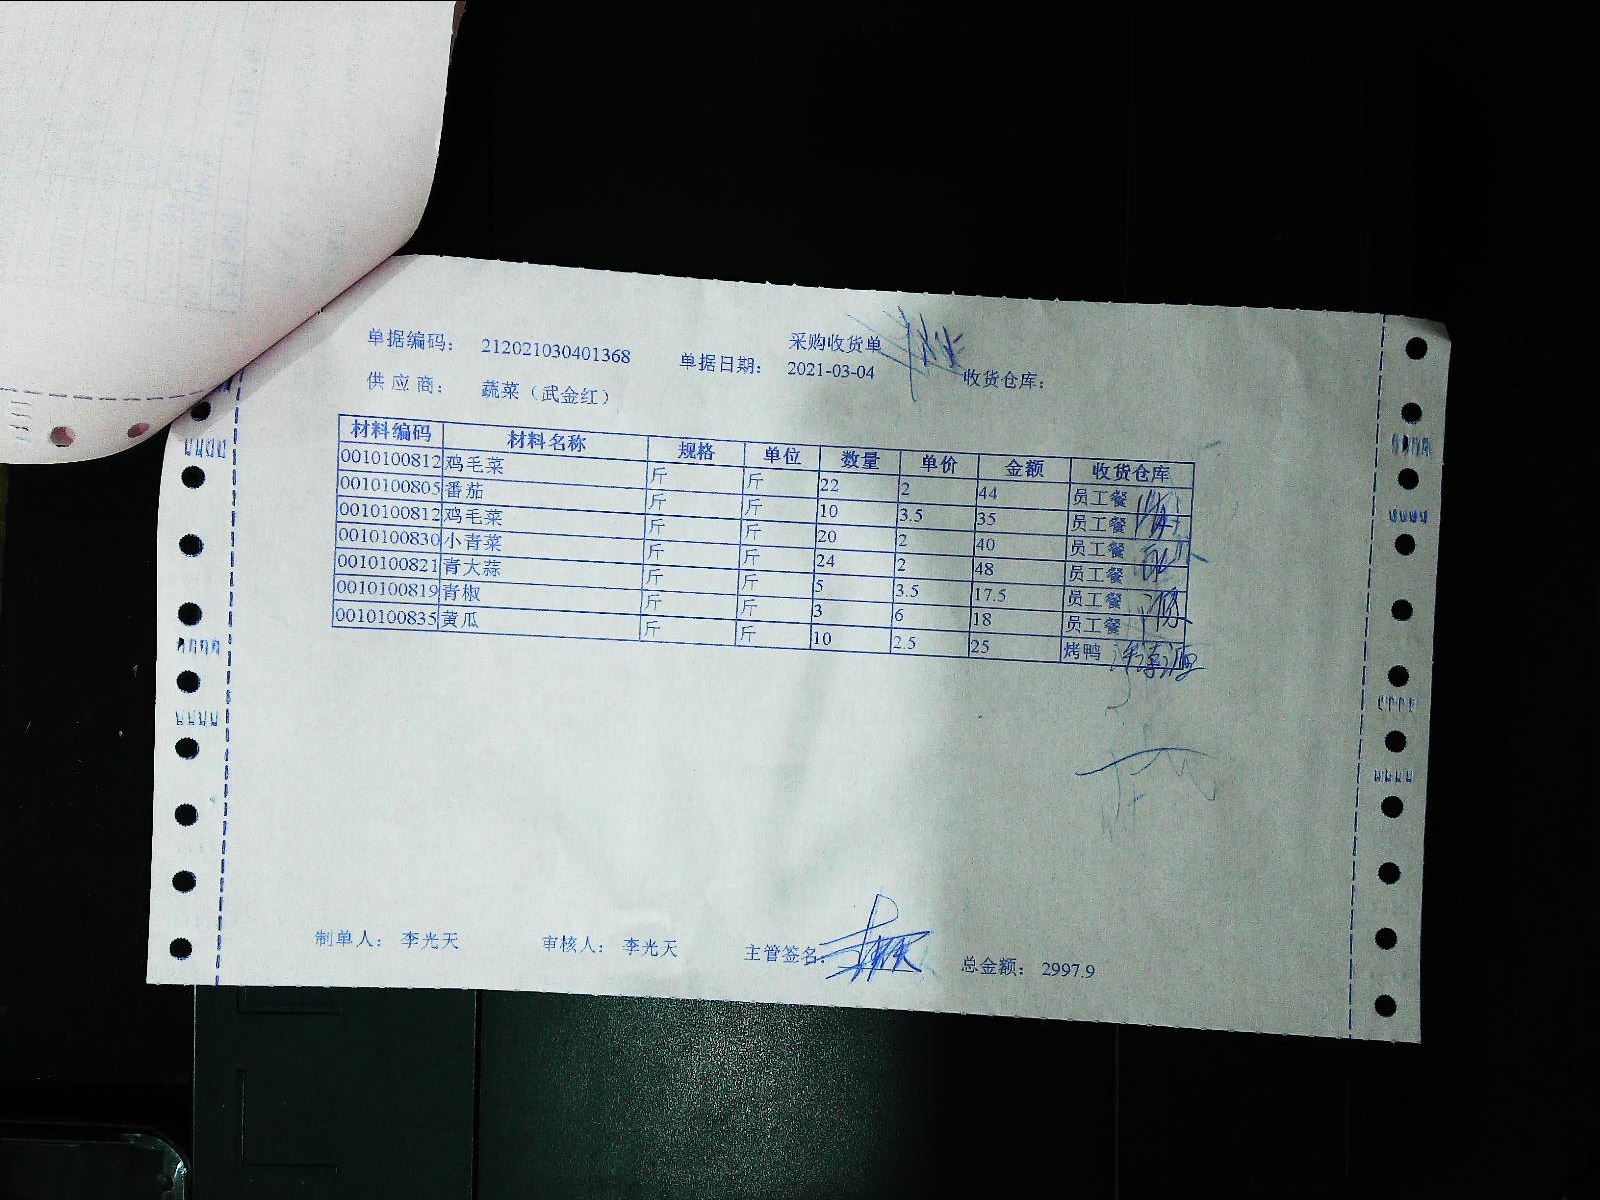 采购收货单
单据编码： 212021030401368 单据日期： 2021-03-04 收货仓库：
供 应 商： 蔬菜（武金红）
材料编码 材料名称 规格 单位 数量 单价 金额 收货仓库
0010100812 鸡毛菜 斤 斤 22 2 44 员工餐
0010100805 番茄 斤 斤 10 3.5 35 员工餐
0010100812 鸡毛菜 斤 斤 20 2 40 员工餐
0010100830 小青菜 斤 斤 24 2 48 员工餐
0010100821 青大蒜 斤 斤 5 3.5 17.5 员工餐
0010100819 青椒 斤 斤 3 6 18 员工餐
0010100835 黄瓜 斤 斤 10 2.5 25 烤鸭
制单人： 李光天 审核人： 李光天 主管签名： 总金额： 2997.9